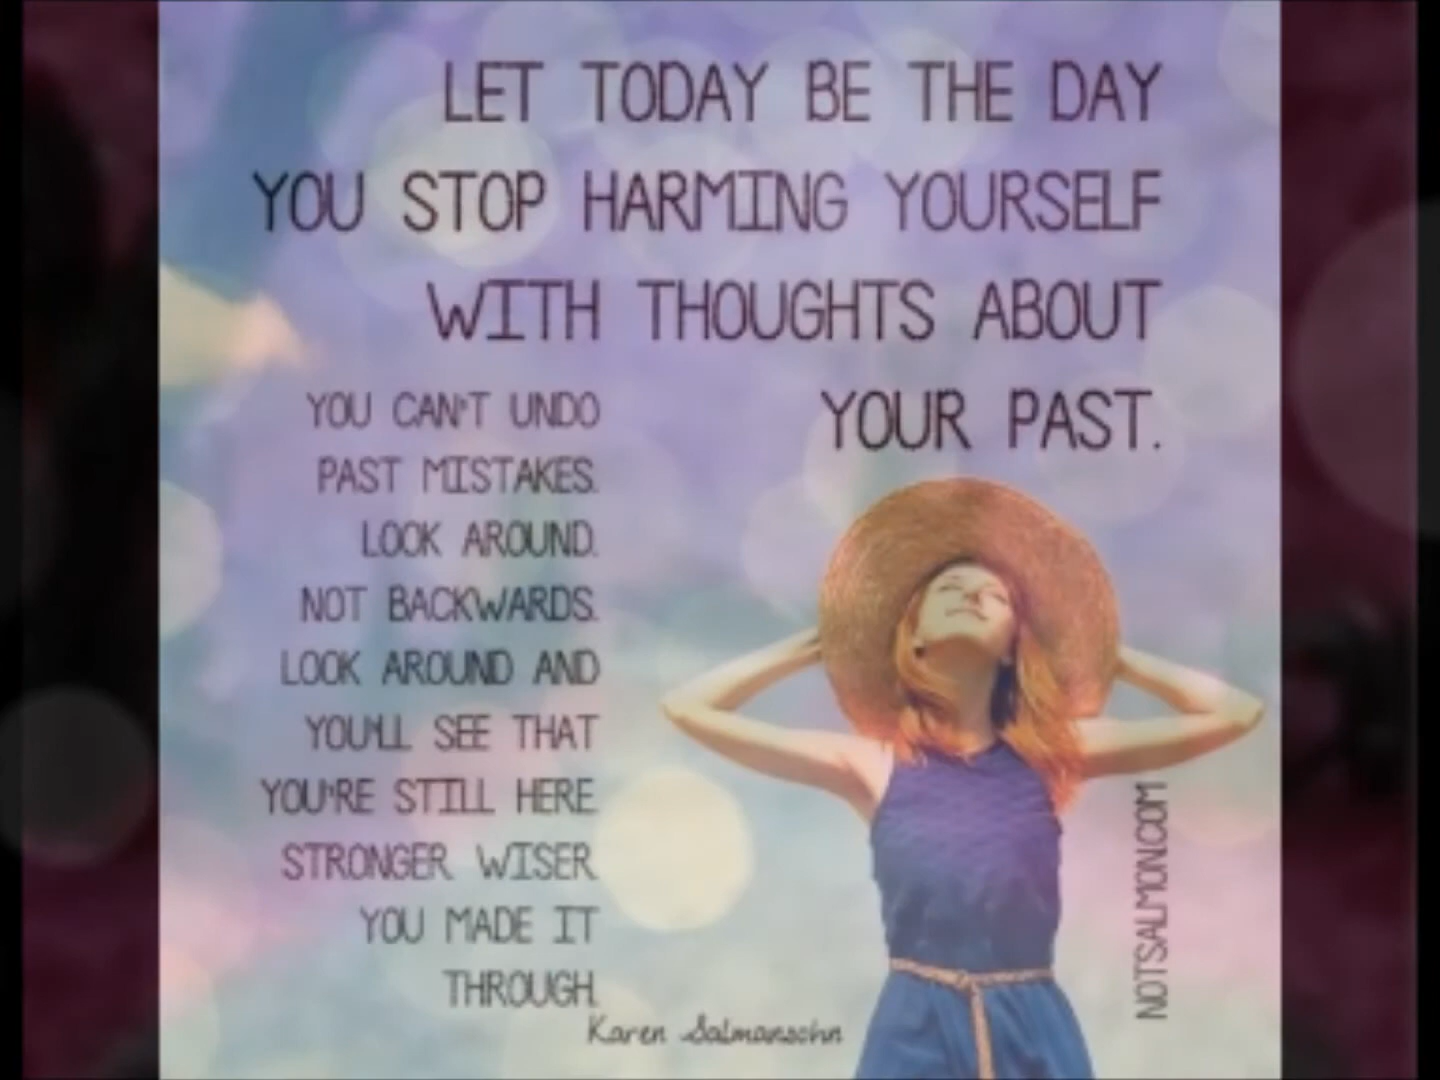 LET TODAY BE THE DAY
YOU STOP HARMING YOURSELF
WITH THOUGHTS ABOUT
YOUR PAST.
YOU CAN'T UNDO
PAST MISTAKES.
LOOK AROUND.
NOT BACKWARDS.
LOOK AROUND AND
YOU'LL SEE THAT
YOU'RE STILL HERE
STRONGER WISER
YOU MADE IT
THROUGH.
Karen Salmansohn
NOTSALMON.COM